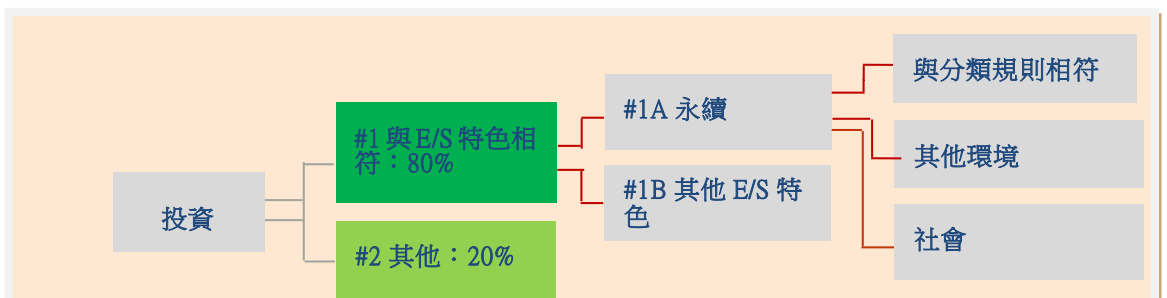 投資
#1 與 E/S 特色相
符：80%
#2 其他：20%
#1A 永續
#1B 其他 E/S 特
色
與分類規則相符
其他環境
社會